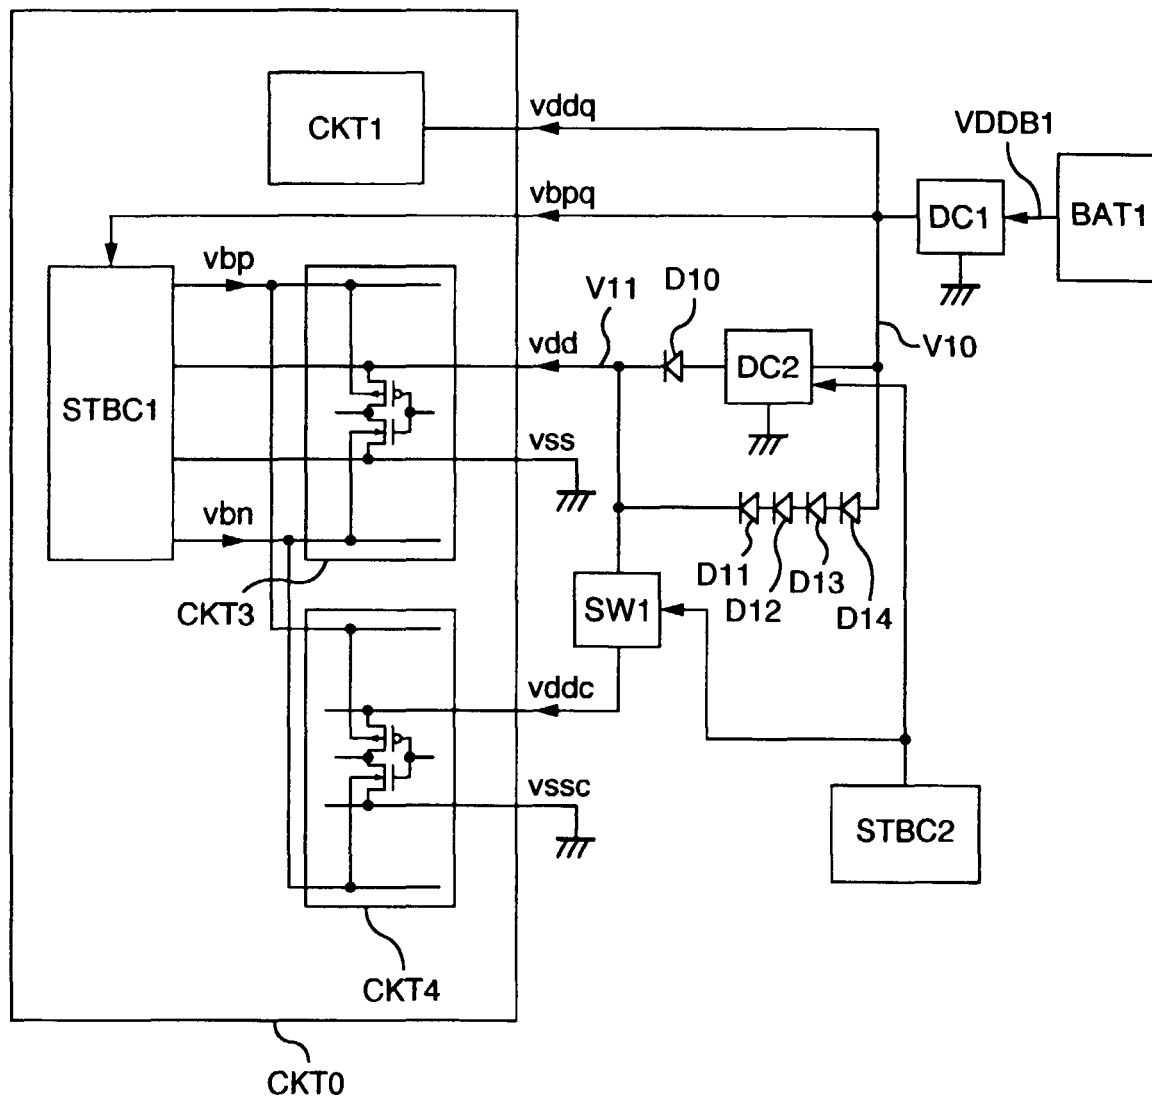 CKT1
vddq
VDDB1
vbpq
DC1
BAT1
vbp
V11
D10
vdd
DC2
V10
STBC1
vss
vbn
D11
D12
D13
D14
CKT3
SW1
vddc
vssc
STBC2
CKT4
CKT0